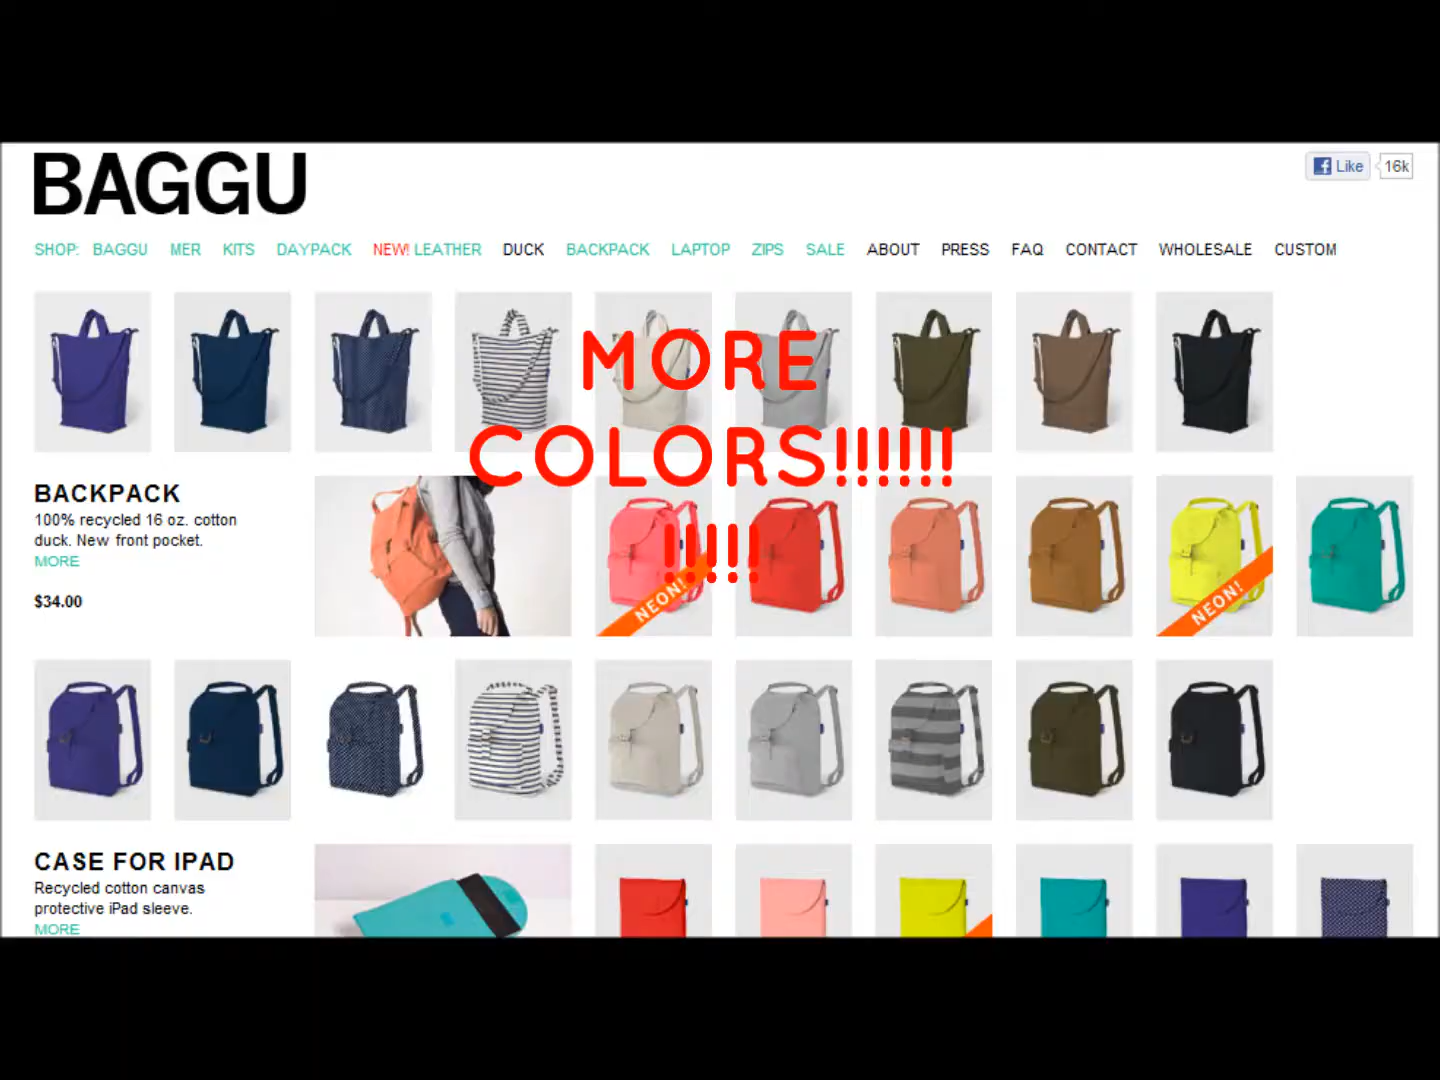 BAGGU
Like 16k
SHOP: BAGGU MER KITS DAYPACK NEW! LEATHER DUCK BACKPACK LAPTOP ZIPS SALE ABOUT PRESS FAQ CONTACT WHOLESALE CUSTOM
MORE
COLORS!!!!!!
!!!!!
BACKPACK
100% recycled 16 oz. cotton
duck. New front pocket.
MORE
$34.00
NEON!
NEON!
CASE FOR IPAD
Recycled cotton canvas
protective iPad sleeve.
MORE